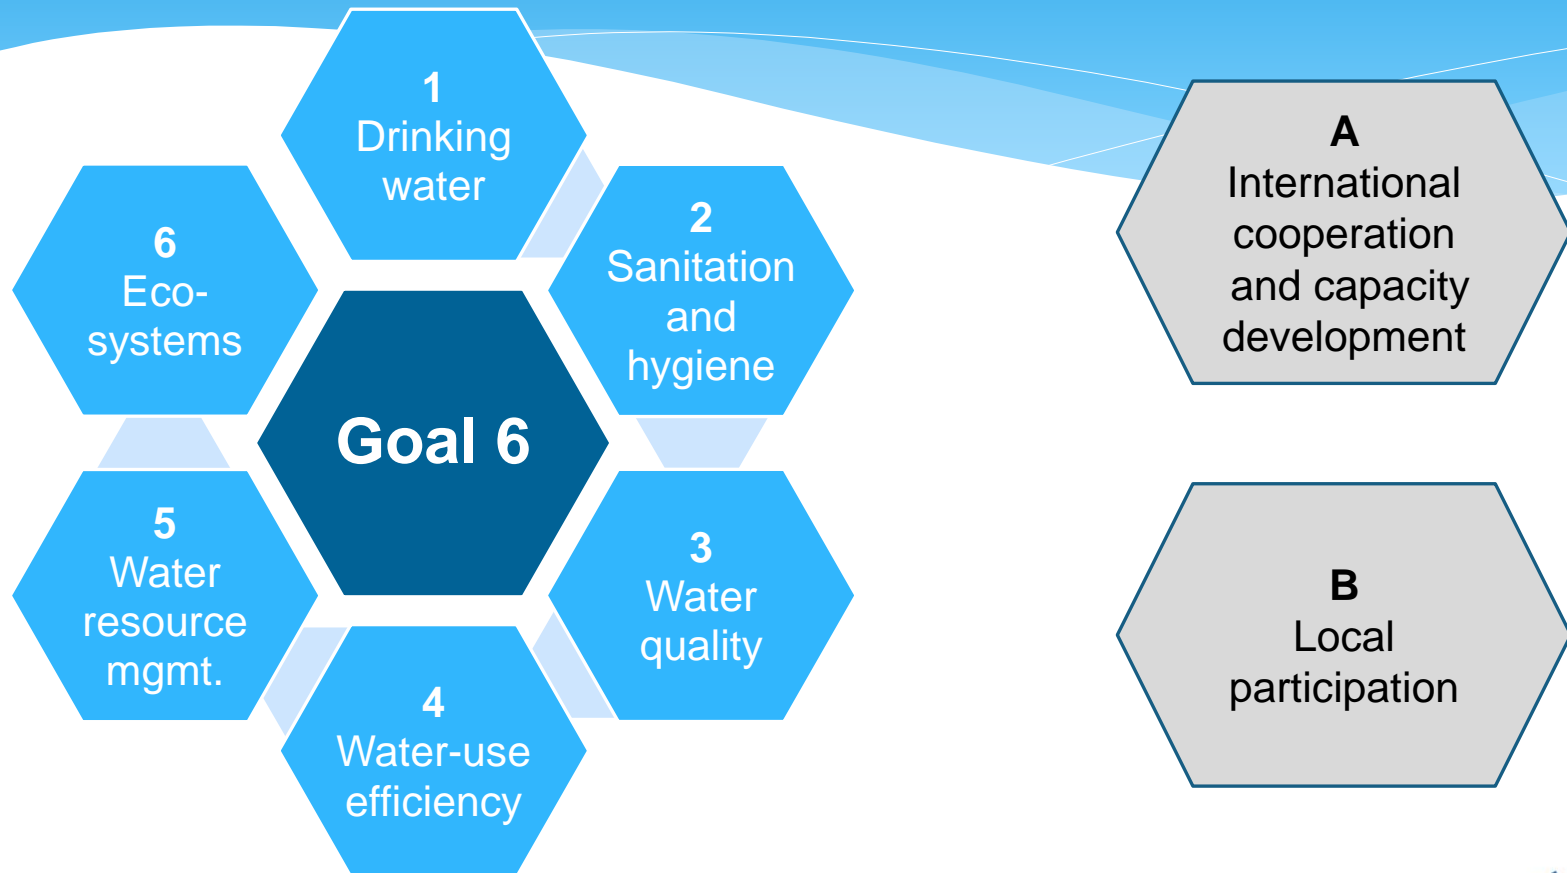 1
Drinking
water
2
Sanitation
and
hygiene
3
Water
quality
4
Water-use
efficiency
5
Water
resource
mgmt.
6
Eco-
systems
Goal 6
A
International
cooperation
and capacity
development
B
Local
participation